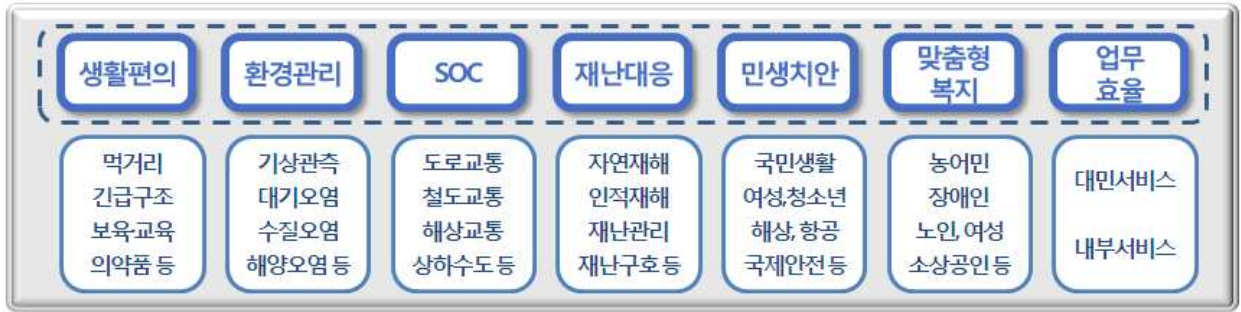 생활편의
환경관리
SOC
재난대응
민생치안
맞춤형
복지
업무
효율
먹거리
긴급구조
보육·교육
의약품 등
기상관측
대기오염
수질오염
해양오염 등
도로교통
철도교통
해상교통
상하수도 등
자연재해
인적재해
재난관리
재난구호 등
국민생활
여성,청소년
해상, 항공
국제안전 등
농어민
장애인
노인, 여성
소상공인 등
대민서비스
내부서비스